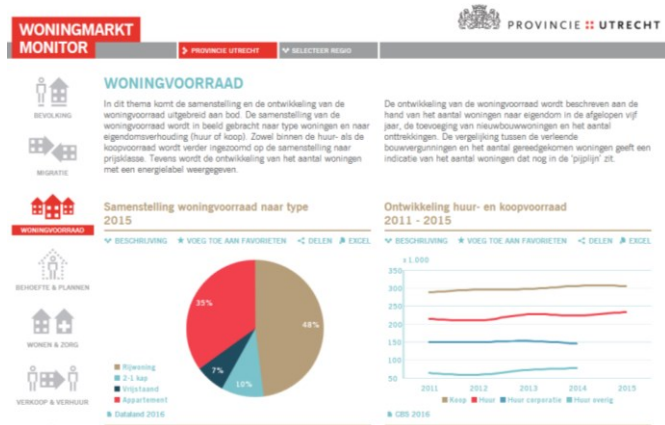 WONINGMARKT
MONITOR
PROVINCIE UTRECHT
PROVINCIE UTRECHT
SELECTEER REGIO
BEVOLKING
MIGRATIE
WONINGVOORRAAD
BEHOEFTE & PLANNEN
WONEN & ZORG
VERKOOP & VERHUUR
WONINGVOORRAAD
In dit thema komt de samenstelling en de ontwikkeling van de
woningvoorraad uitgebreid aan bod. De samenstelling van de
woningvoorraad wordt in beeld gebracht naar type woningen en naar
eigendomsverhouding (huur of koop). Zowel binnen de huur- als de
koopvoorraad wordt verder ingezoomd op de samenstelling naar
prijsklasse. Tevens wordt de ontwikkeling van het aantal woningen
met een energielabel weergegeven.
De ontwikkeling van de woningvoorraad wordt beschreven aan de
hand van het aantal woningen naar eigendom in de afgelopen vijf
jaar, de toevoeging van nieuwbouwwoningen en het aantal
onttrekkingen. De vergelijking tussen de verleende
bouwvergunningen en het aantal gereedgekomen woningen geeft een
indicatie van het aantal woningen dat nog in de 'pijplijn' zit.
Samenstelling woningvoorraad naar type
2015
BESCHRIJVING VOEG TOE AAN FAVORIETEN DELEN EXCEL
35%
48%
7%
10%
Rijwoning
2-1 kap
Vrijstaand
Appartement
Dataland 2016
Ontwikkeling huur- en koopvoorraad
2011 - 2015
BESCHRIJVING VOEG TOE AAN FAVORIETEN DELEN EXCEL
x 1.000
350
300
250
200
150
100
50
2011 2012 2013 2014 2015
Koop Huur Huur corporatie Huur overig
CBS 2016